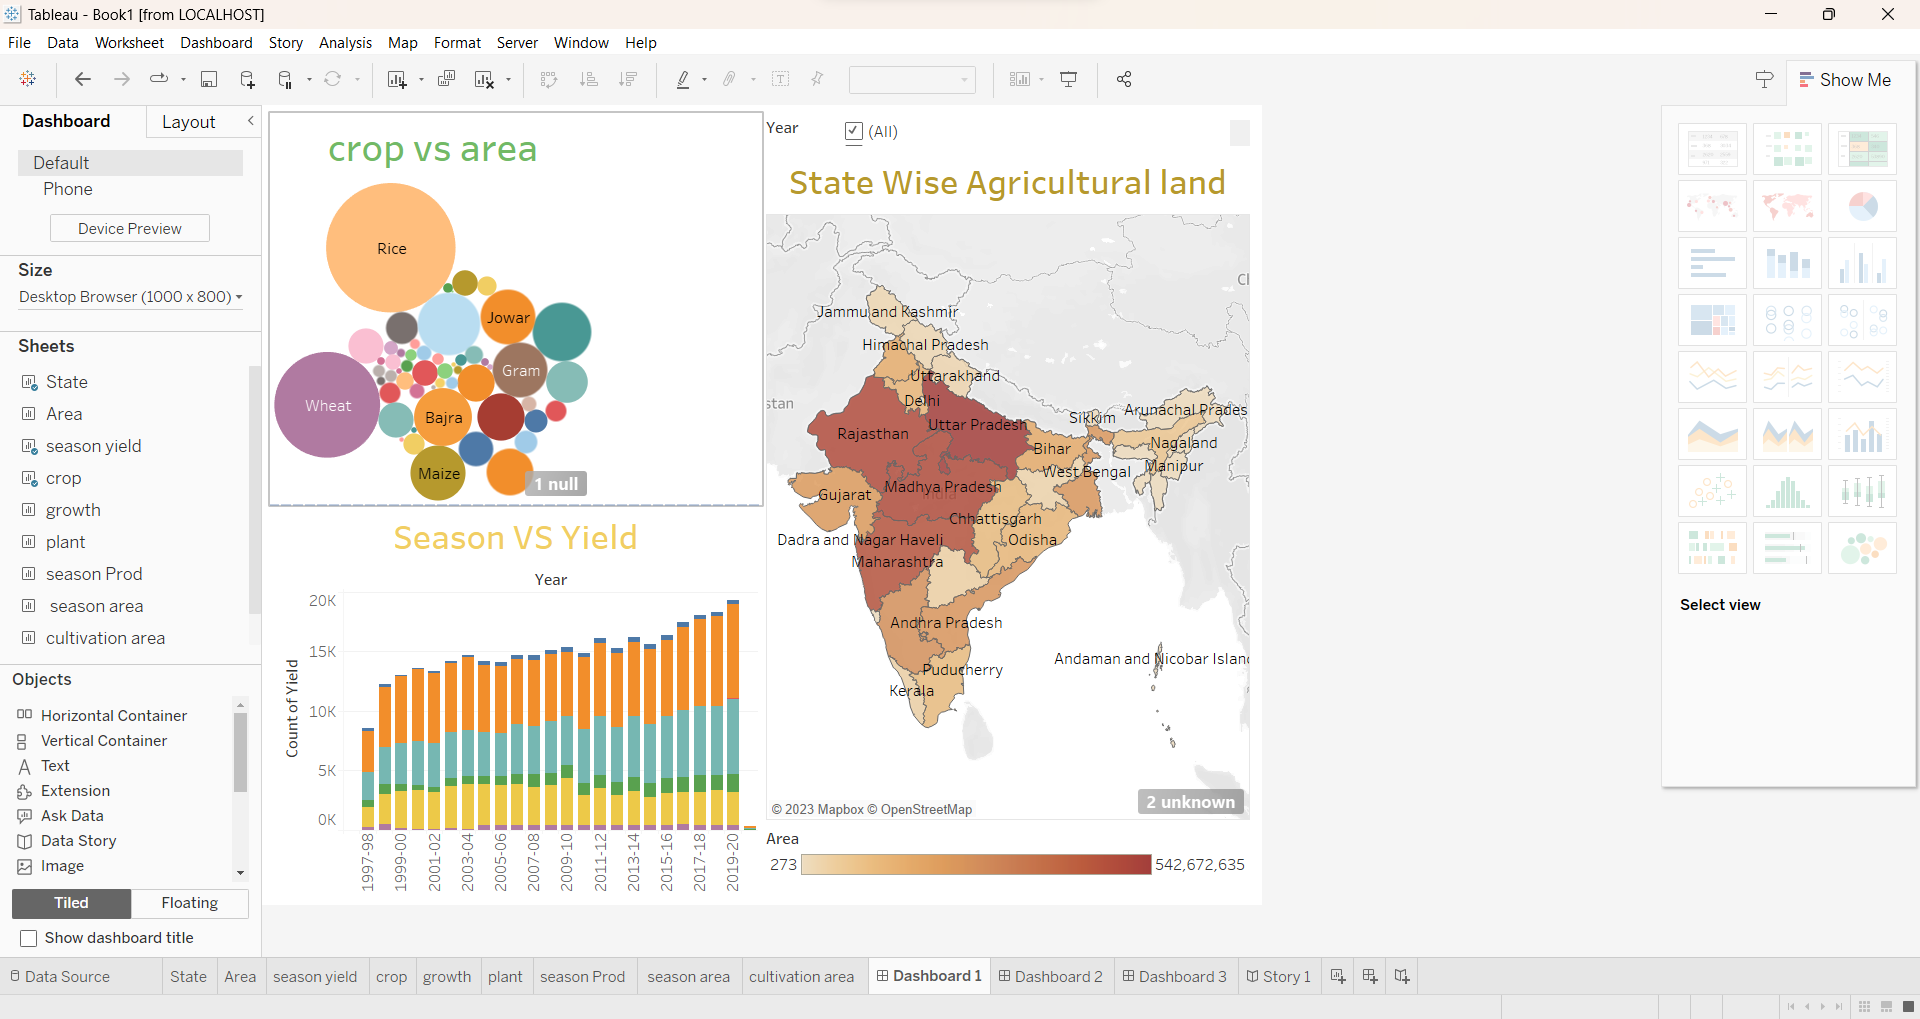 Tableau - Book1 [from LOCALHOST]
File Data Worksheet Dashboard Story Analysis Map Format Server Window Help
Show Me
Dashboard Layout
Default
Phone
Device Preview
Size
Desktop Browser (1000 x 800)
Sheets
State
Area
season yield
crop
growth
plant
season Prod
season area
cultivation area
Objects
Horizontal Container
Vertical Container
Text
Extension
Ask Data
Data Story
Image
Tiled Floating
Show dashboard title
crop vs area
Rice
Jowar
Gram
Wheat
Bajra
Maize
1 null
Season VS Yield
Year
Count of Yield
20K
15K
10K
5K
0K
1997-98 1999-00 2001-02 2003-04 2005-06 2007-08 2009-10 2011-12 2013-14 2015-16 2017-18 2019-20
Year (All)
State Wise Agricultural land
Jammu and Kashmir
Himachal Pradesh
Uttarakhand
stan
Delhi
Sikkim Arunachal Prades
Uttar Pradesh
Rajasthan
Bihar Nagaland
West Bengal Manipur
Madhya Pradesh
India
Gujarat
Chhattisgarh
Dadra and Nagar Haveli Odisha
Maharashtra
Andhra Pradesh
Andaman and Nicobar Islan
Puducherry
Kerala
© 2023 Mapbox © OpenStreetMap
2 unknown
Area
273 542,672,635
Select view
Data Source State Area season yield crop growth plant season Prod season area cultivation area Dashboard 1 Dashboard 2 Dashboard 3 Story 1